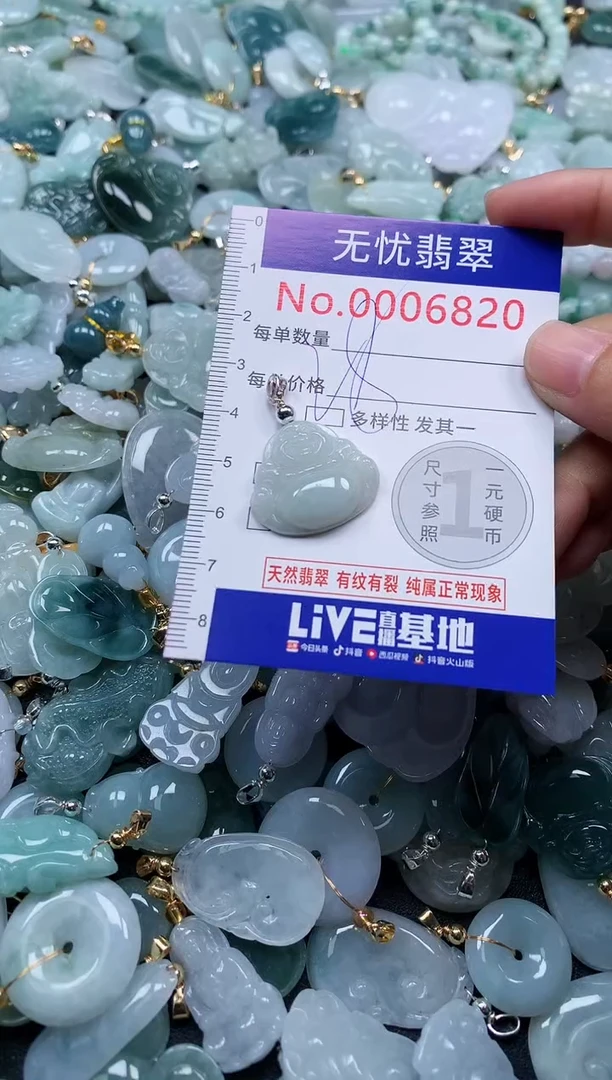 无忧翡翠
No.0006820
每单数量
每 价格
多样性 发其一
尺寸参照
1
一元硬币
天然翡翠 有纹有裂 纯属正常现象
LiVE直播基地
今日头条 抖音 西瓜视频 抖音火山版
0
1
2
3
4
5
6
7
8